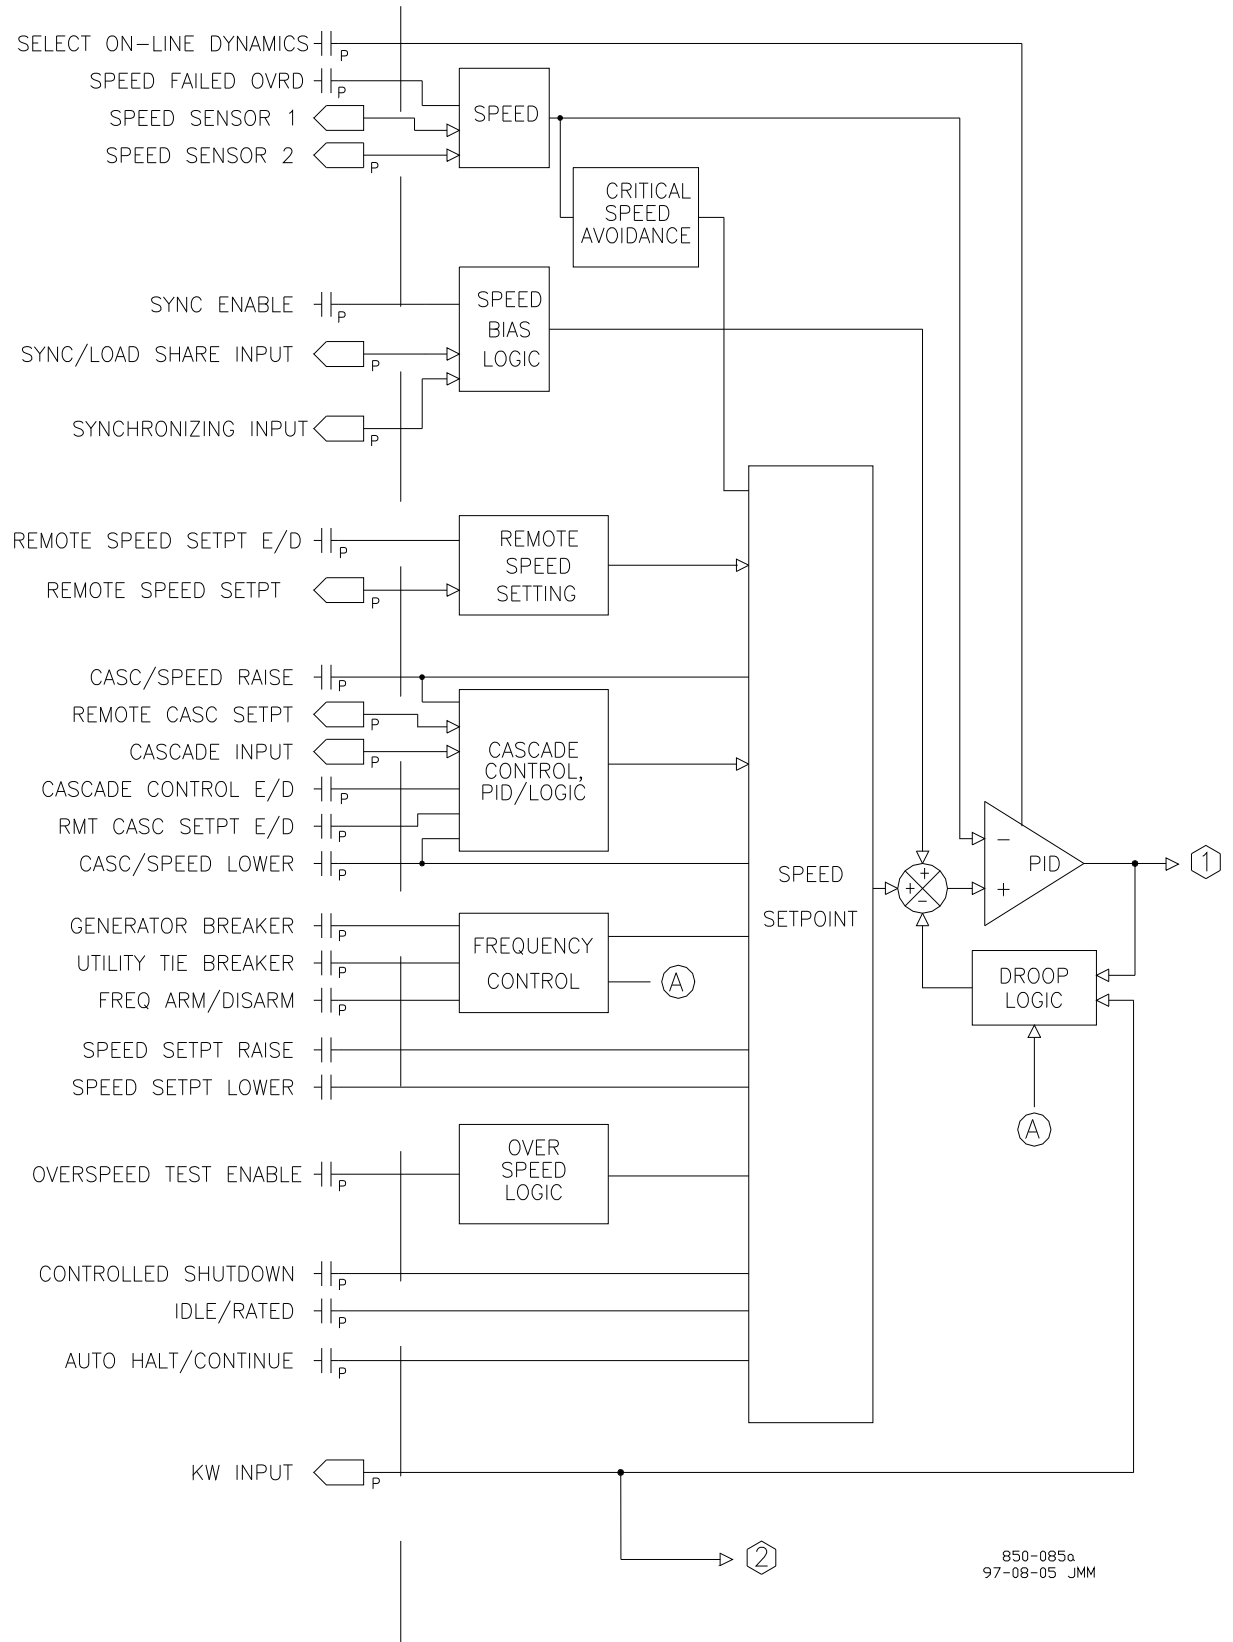 SELECT ON-LINE DYNAMICS
P
SPEED FAILED OVRD
P
SPEED SENSOR 1
SPEED SENSOR 2
P
SPEED
CRITICAL
SPEED
AVOIDANCE
SYNC ENABLE
P
SYNC/LOAD SHARE INPUT
P
SYNCHRONIZING INPUT
P
SPEED
BIAS
LOGIC
REMOTE SPEED SETPT E/D
P
REMOTE SPEED SETPT
P
REMOTE
SPEED
SETTING
CASC/SPEED RAISE
P
REMOTE CASC SETPT
P
CASCADE INPUT
P
CASCADE CONTROL E/D
P
RMT CASC SETPT E/D
P
CASC/SPEED LOWER
P
CASCADE
CONTROL,
PID/LOGIC
GENERATOR BREAKER
P
UTILITY TIE BREAKER
P
FREQ ARM/DISARM
P
FREQUENCY
CONTROL
A
SPEED SETPT RAISE
SPEED SETPT LOWER
OVERSPEED TEST ENABLE
P
OVER
SPEED
LOGIC
CONTROLLED SHUTDOWN
P
IDLE/RATED
P
AUTO HALT/CONTINUE
P
KW INPUT
P
SPEED
SETPOINT
+
+
-
-
+
PID
1
DROOP
LOGIC
A
2
850-085a
97-08-05 JMM